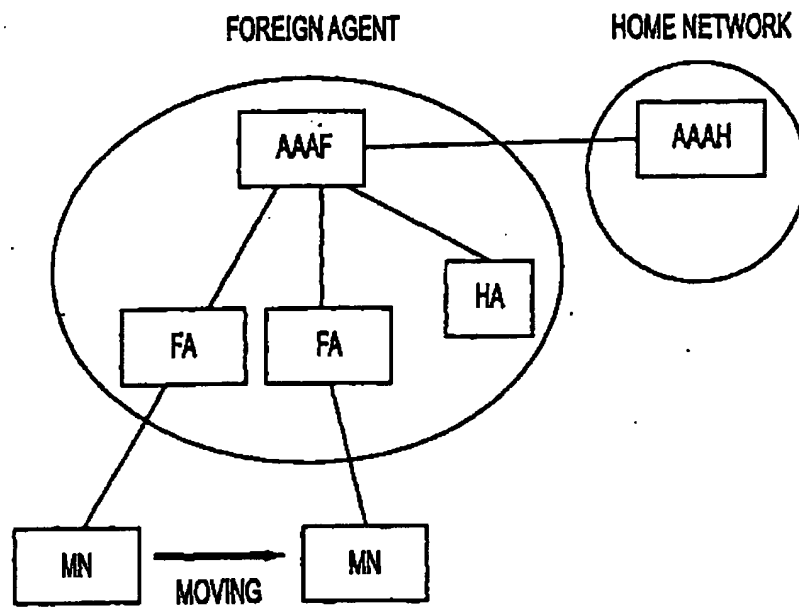 FOREIGN AGENT
HOME NETWORK
AAAF
AAAH
HA
FA
FA
MN
MOVING
MN